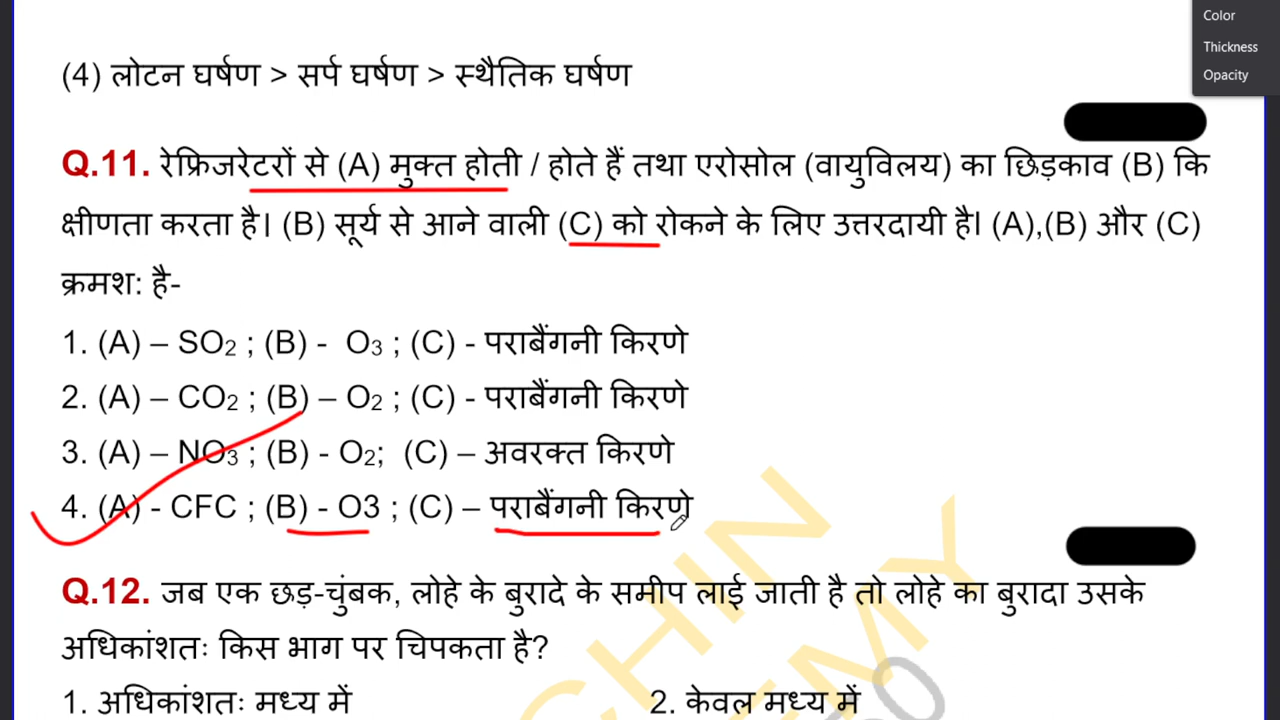 Color
Thickness
Opacity
(4) लोटन घर्षण > सर्प घर्षण > स्थैतिक घर्षण
Q.11. रेफ्रिजरेटरों से (A) मुक्त होती / होते हैं तथा एरोसोल (वायुविलय) का छिड़काव (B) कि
क्षीणता करता है। (B) सूर्य से आने वाली (C) को रोकने के लिए उत्तरदायी है। (A),(B) और (C)
क्रमश: है-
1. (A) – SO2 ; (B) - O3 ; (C) - पराबैंगनी किरणे
2. (A) – CO2 ; (B) – O2 ; (C) - पराबैंगनी किरणे
3. (A) – NO3 ; (B) - O2; (C) – अवरक्त किरणे
4. (A) - CFC ; (B) - O3 ; (C) – पराबैंगनी किरणे
Q.12. जब एक छड़-चुंबक, लोहे के बुरादे के समीप लाई जाती है तो लोहे का बुरादा उसके
अधिकांशतः किस भाग पर चिपकता है?
1. अधिकांशतः मध्य में 2. केवल मध्य में